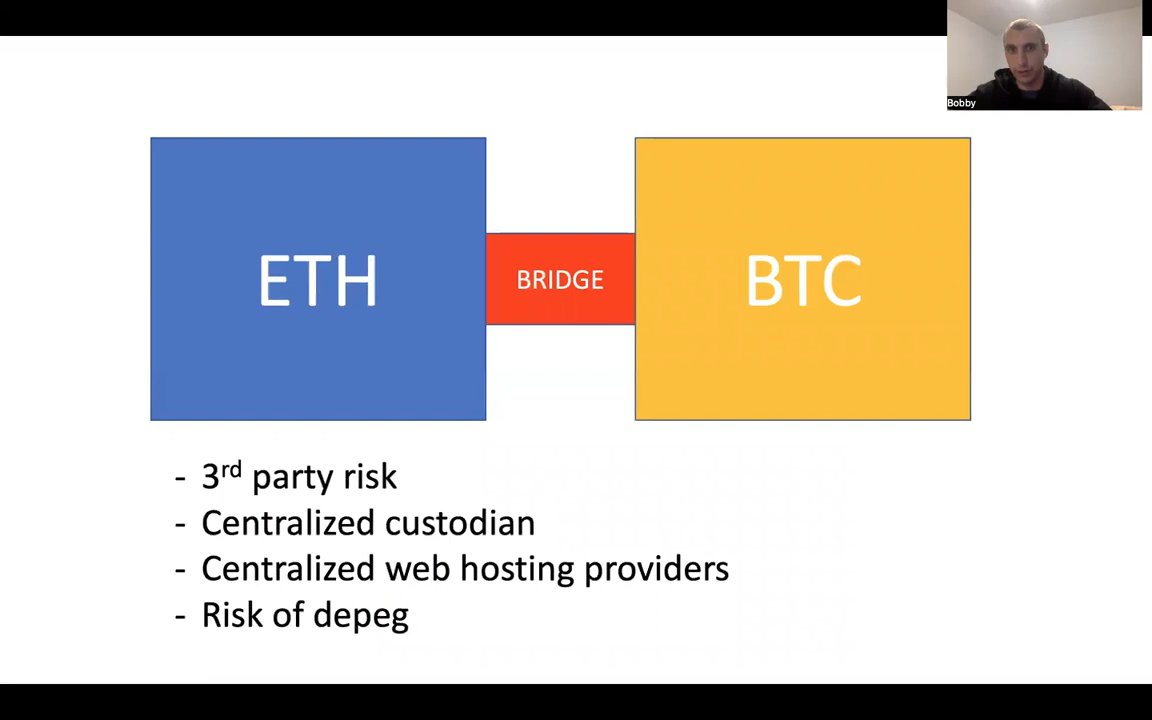 Bobby
ETH
BRIDGE
BTC
- 3rd party risk
- Centralized custodian
- Centralized web hosting providers
- Risk of depeg